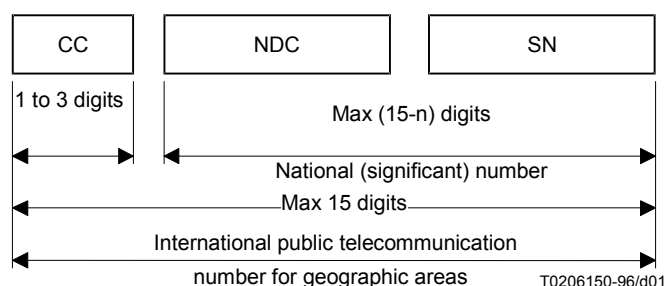 CC NDC SN
1 to 3 digits
Max (15-n) digits
National (significant) number
Max 15 digits
International public telecommunication
number for geographic areas
T0206150-96/d01